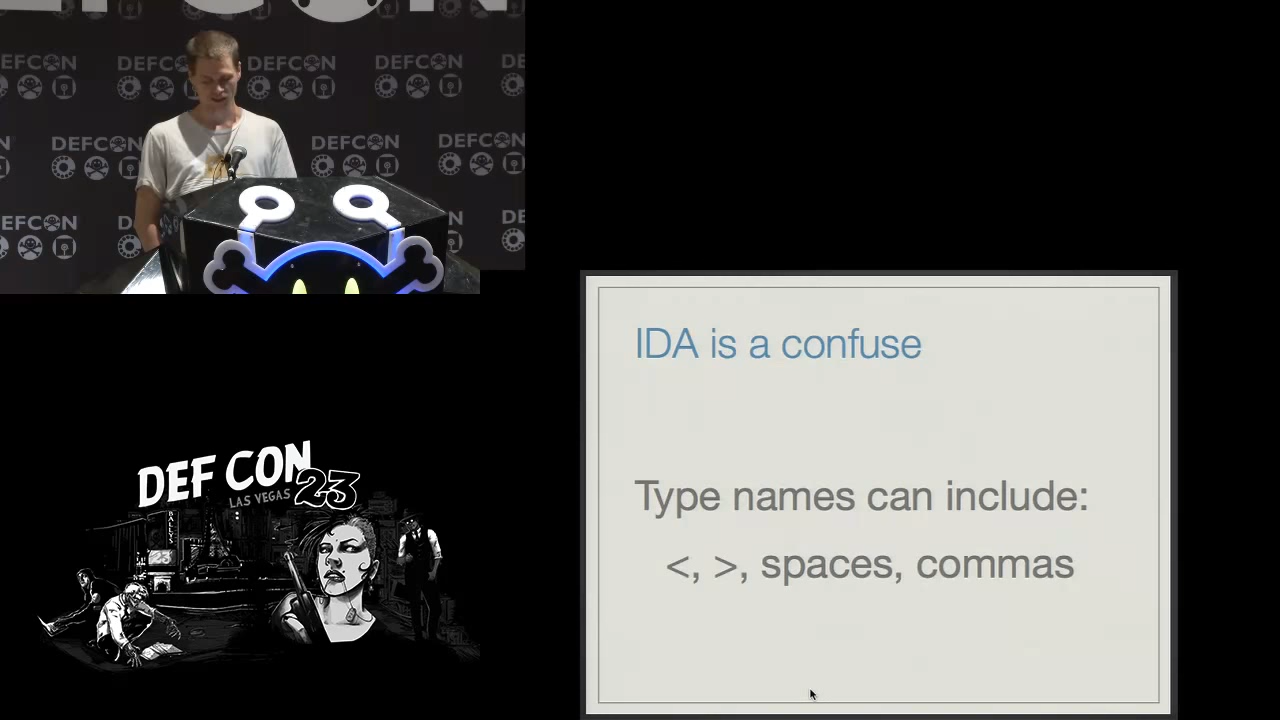 DEFCON
DEFCON DEFCON DEFCON DEFCON
DEFCON DEFCON DEFCON
DEFCON
IDA is a confuse
Type names can include:
<, >, spaces, commas
DEF CON 23
LAS VEGAS
BALLYS